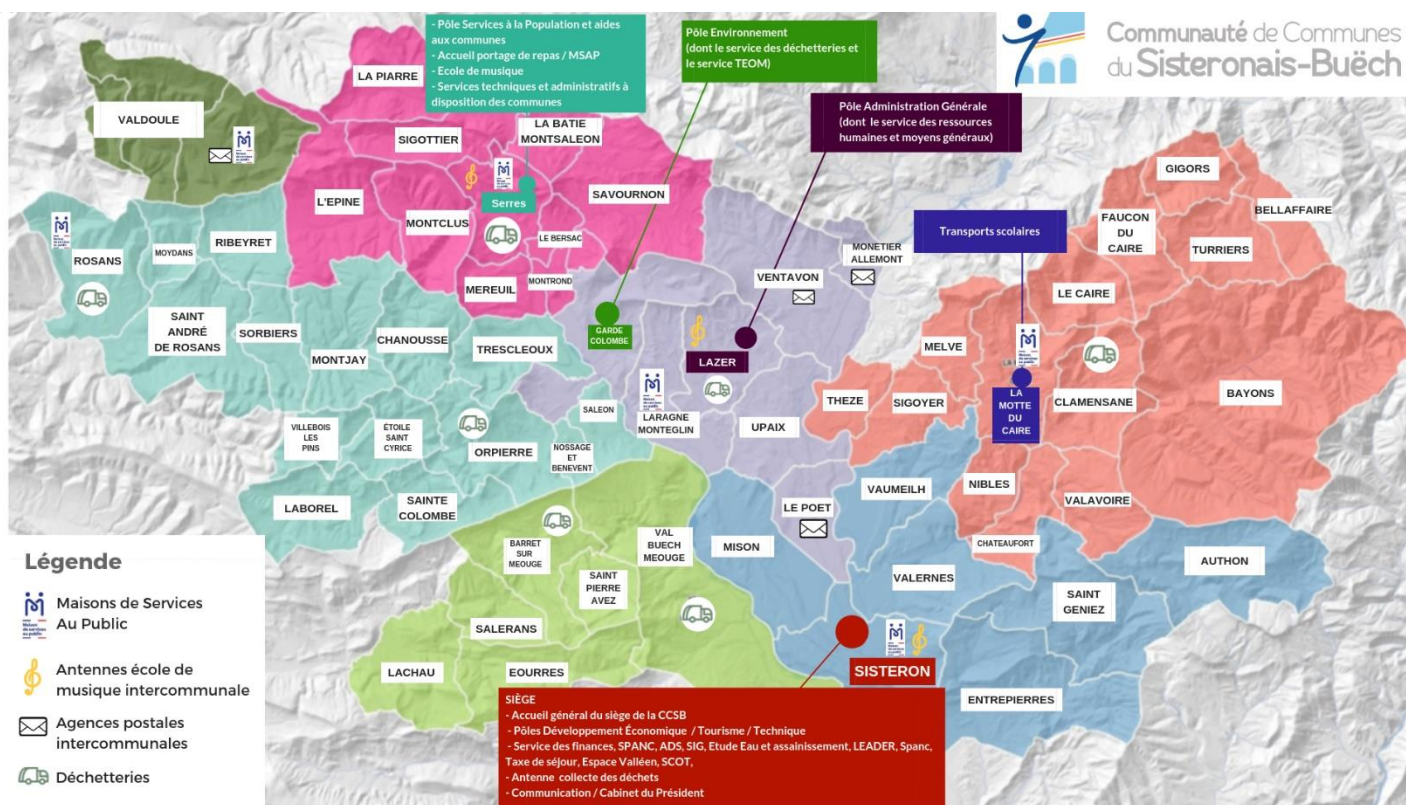 Communauté de Communes
du Sisteronais-Buëch
- Pôle Services à la Population et aides
aux communes
- Accueil portage de repas / MSAP
- Ecole de musique
- Services techniques et administratifs à
disposition des communes
Pôle Environnement
(dont le service des déchetteries et
le service TEOM)
Pôle Administration Générale
(dont le service des ressources
humaines et moyens généraux)
Transports scolaires
VALDOULE
LA PIARRE
SIGOTTIER
LA BATIE
MONTSALEON
L'EPINE
MONTCLUS
Serres
SAVOURNON
LE BERSAC
MEREUIL
MONTROND
ROSANS
MOYDANS
RIBEYRET
SAINT
ANDRÉ
DE ROSANS
SORBIERS
MONTJAY
CHANOUSSE
TRESCLEOUX
VILLEBOIS
LES
PINS
ÉTOILE
SAINT
CYRICE
ORPIERRE
SALEON
NOSSAGE
ET
BENEVENT
LABOREL
SAINTE
COLOMBE
GARDE
COLOMBE
LAZER
VENTAVON
MONETIER
ALLEMONT
LARAGNE
MONTEGLIN
UPAIX
LE POET
GIGORS
BELLAFFAIRE
FAUCON
DU
CAIRE
TURRIERS
LE CAIRE
MELVE
THEZE
SIGOYER
LA
MOTTE
DU
CAIRE
CLAMENSANE
BAYONS
NIBLES
VALAVOIRE
CHATEAUFORT
VAUMEILH
MISON
VALERNES
AUTHON
SAINT
GENIEZ
ENTREPIERRES
SISTERON
BARRET
SUR
MEOUGE
VAL
BUECH
MEOUGE
SAINT
PIERRE
AVEZ
SALERANS
LACHAU
EOURRES
SIÈGE
- Accueil général du siège de la CCSB
- Pôles Développement Économique / Tourisme / Technique
- Service des finances, SPANC, ADS, SIG, Etude Eau et assainissement, LEADER, Spanc,
Taxe de séjour, Espace Valléen, SCOT,
- Antenne collecte des déchets
- Communication / Cabinet du Président
Légende
Maisons de Services
Au Public
Antennes école de
musique intercommunale
Agences postales
intercommunales
Déchetteries